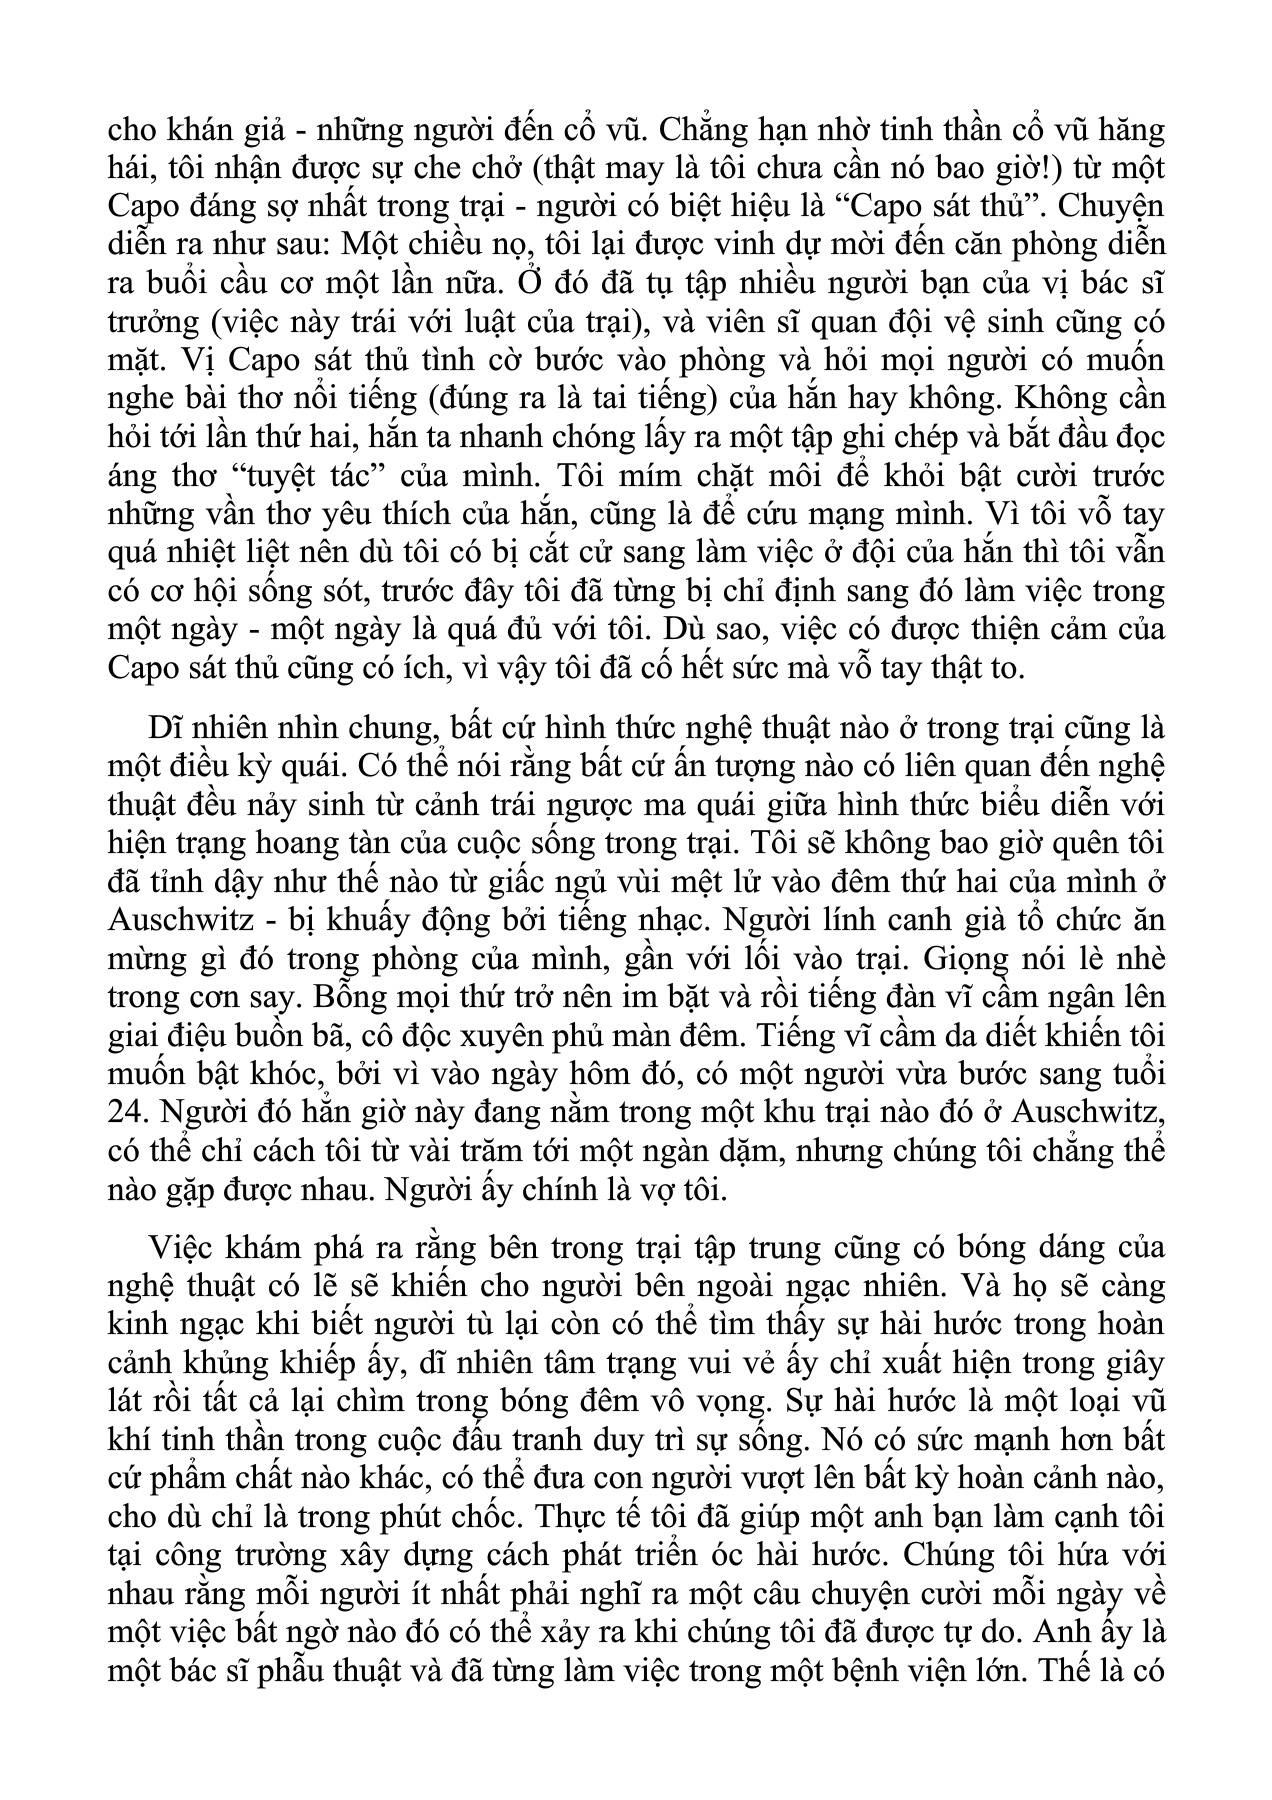 cho khán giả - những người đến cổ vũ. Chẳng hạn nhờ tinh thần cổ vũ hăng
hái, tôi nhận được sự che chở (thật may là tôi chưa cần nó bao giờ!) từ một
Capo đáng sợ nhất trong trại - người có biệt hiệu là “Capo sát thủ”. Chuyện
diễn ra như sau: Một chiều nọ, tôi lại được vinh dự mời đến căn phòng diễn
ra buổi cầu cơ một lần nữa. Ở đó đã tụ tập nhiều người bạn của vị bác sĩ
trưởng (việc này trái với luật của trại), và viên sĩ quan đội vệ sinh cũng có
mặt. Vị Capo sát thủ tình cờ bước vào phòng và hỏi mọi người có muốn
nghe bài thơ nổi tiếng (đúng ra là tai tiếng) của hắn hay không. Không cần
hỏi tới lần thứ hai, hắn ta nhanh chóng lấy ra một tập ghi chép và bắt đầu đọc
áng thơ “tuyệt tác” của mình. Tôi mím chặt môi để khỏi bật cười trước
những vần thơ yêu thích của hắn, cũng là để cứu mạng mình. Vì tôi vỗ tay
quá nhiệt liệt nên dù tôi có bị cắt cử sang làm việc ở đội của hắn thì tôi vẫn
có cơ hội sống sót, trước đây tôi đã từng bị chỉ định sang đó làm việc trong
một ngày - một ngày là quá đủ với tôi. Dù sao, việc có được thiện cảm của
Capo sát thủ cũng có ích, vì vậy tôi đã cố hết sức mà vỗ tay thật to.
Dĩ nhiên nhìn chung, bất cứ hình thức nghệ thuật nào ở trong trại cũng là
một điều kỳ quái. Có thể nói rằng bất cứ ấn tượng nào có liên quan đến nghệ
thuật đều nảy sinh từ cảnh trái ngược ma quái giữa hình thức biểu diễn với
hiện trạng hoang tàn của cuộc sống trong trại. Tôi sẽ không bao giờ quên tôi
đã tỉnh dậy như thế nào từ giấc ngủ vùi mệt lử vào đêm thứ hai của mình ở
Auschwitz - bị khuấy động bởi tiếng nhạc. Người lính canh già tổ chức ăn
mừng gì đó trong phòng của mình, gần với lối vào trại. Giọng nói lè nhè
trong cơn say. Bỗng mọi thứ trở nên im bặt và rồi tiếng đàn vĩ cầm ngân lên
giai điệu buồn bã, cô độc xuyên phủ màn đêm. Tiếng vĩ cầm da diết khiến tôi
muốn bật khóc, bởi vì vào ngày hôm đó, có một người vừa bước sang tuổi
24. Người đó hẳn giờ này đang nằm trong một khu trại nào đó ở Auschwitz,
có thể chỉ cách tôi từ vài trăm tới một ngàn dặm, nhưng chúng tôi chẳng thể
nào gặp được nhau. Người ấy chính là vợ tôi.
Việc khám phá ra rằng bên trong trại tập trung cũng có bóng dáng của
nghệ thuật có lẽ sẽ khiến cho người bên ngoài ngạc nhiên. Và họ sẽ càng
kinh ngạc khi biết người tù lại còn có thể tìm thấy sự hài hước trong hoàn
cảnh khủng khiếp ấy, dĩ nhiên tâm trạng vui vẻ ấy chỉ xuất hiện trong giây
lát rồi tất cả lại chìm trong bóng đêm vô vọng. Sự hài hước là một loại vũ
khí tinh thần trong cuộc đấu tranh duy trì sự sống. Nó có sức mạnh hơn bất
cứ phẩm chất nào khác, có thể đưa con người vượt lên bất kỳ hoàn cảnh nào,
cho dù chỉ là trong phút chốc. Thực tế tôi đã giúp một anh bạn làm cạnh tôi
tại công trường xây dựng cách phát triển óc hài hước. Chúng tôi hứa với
nhau rằng mỗi người ít nhất phải nghĩ ra một câu chuyện cười mỗi ngày về
một việc bất ngờ nào đó có thể xảy ra khi chúng tôi đã được tự do. Anh ấy là
một bác sĩ phẫu thuật và đã từng làm việc trong một bệnh viện lớn. Thế là có